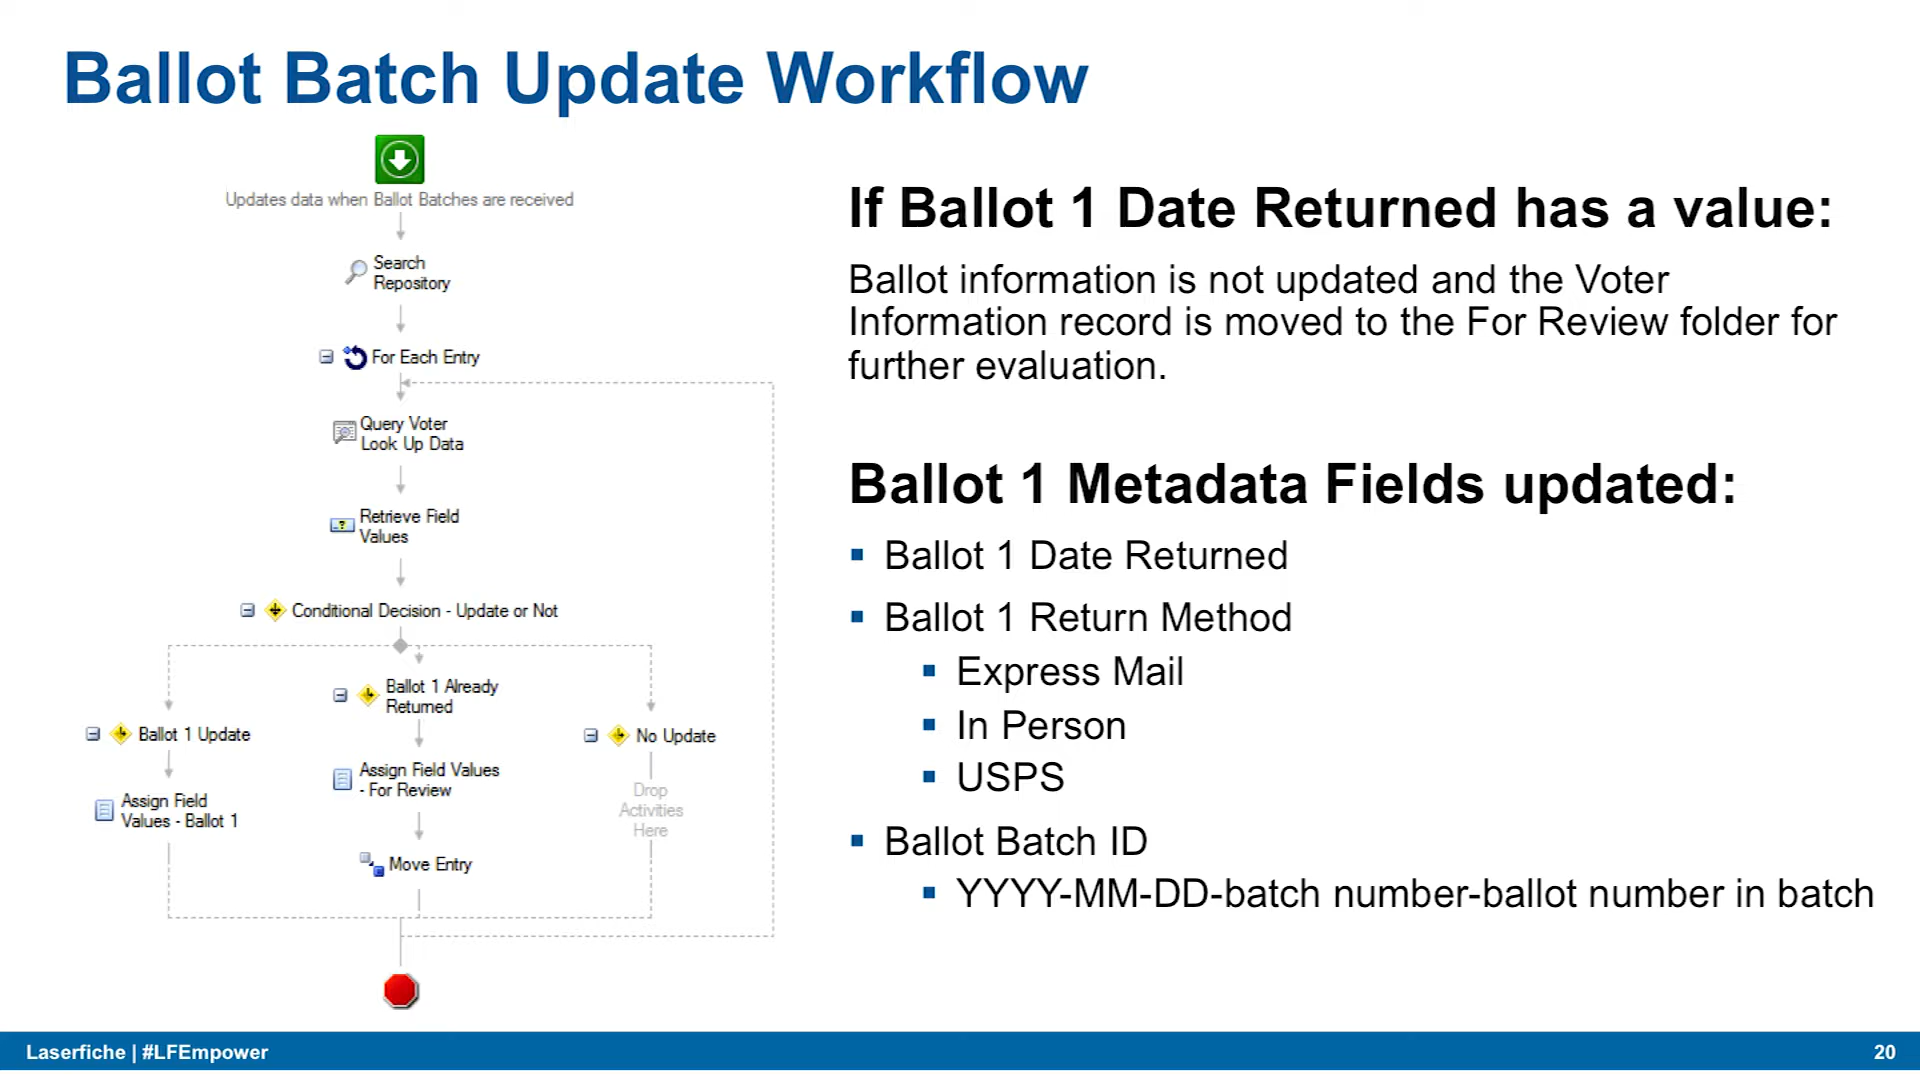 Ballot Batch Update Workflow
Updates data when Ballot Batches are received
Search
Repository
For Each Entry
Query Voter
Look Up Data
Retrieve Field
Values
Conditional Decision - Update or Not
Ballot 1 Update
Assign Field
Values - Ballot 1
Ballot 1 Already
Returned
Assign Field Values
- For Review
Move Entry
No Update
Drop
Activities
Here
If Ballot 1 Date Returned has a value:
Ballot information is not updated and the Voter
Information record is moved to the For Review folder for
further evaluation.
Ballot 1 Metadata Fields updated:
▪ Ballot 1 Date Returned
▪ Ballot 1 Return Method
▪ Express Mail
▪ In Person
▪ USPS
▪ Ballot Batch ID
▪ YYYY-MM-DD-batch number-ballot number in batch
Laserfiche | #LFEmpower
20